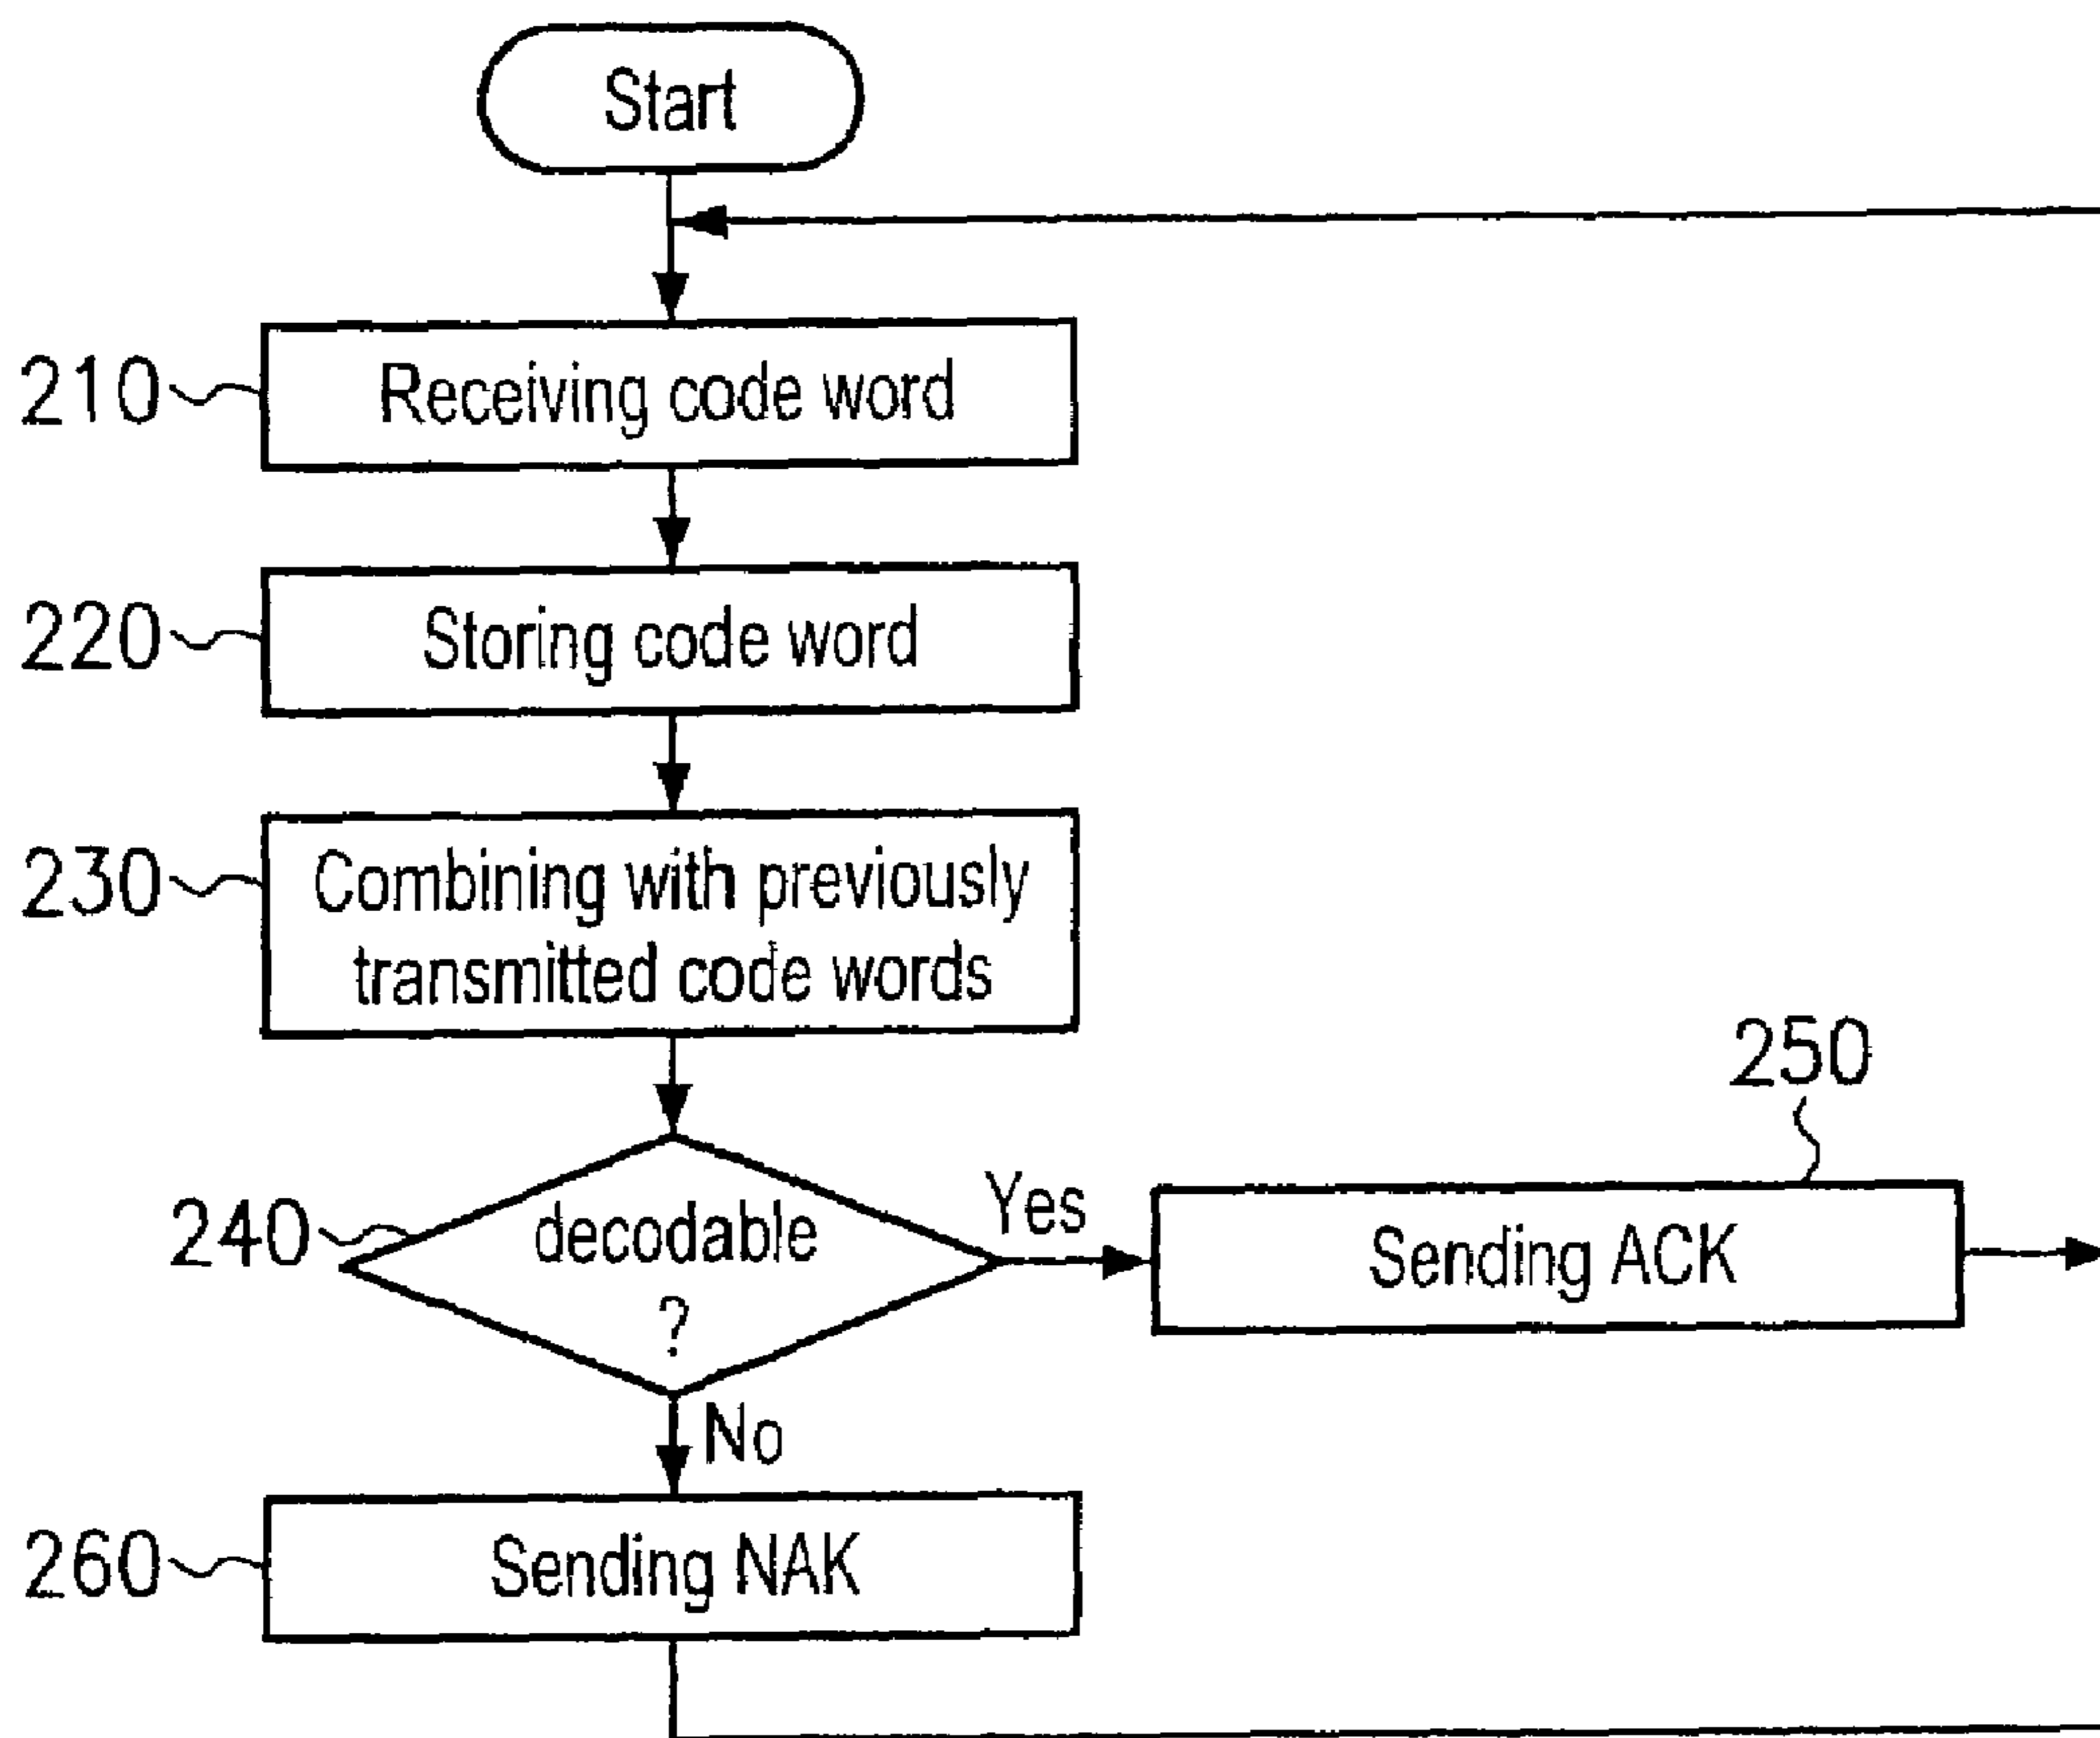 Start
210
Receiving code word
220
Storing code word
230
Combining with previously
transmitted code words
250
240
decodable
?
Yes
Sending ACK
No
260
Sending NAK